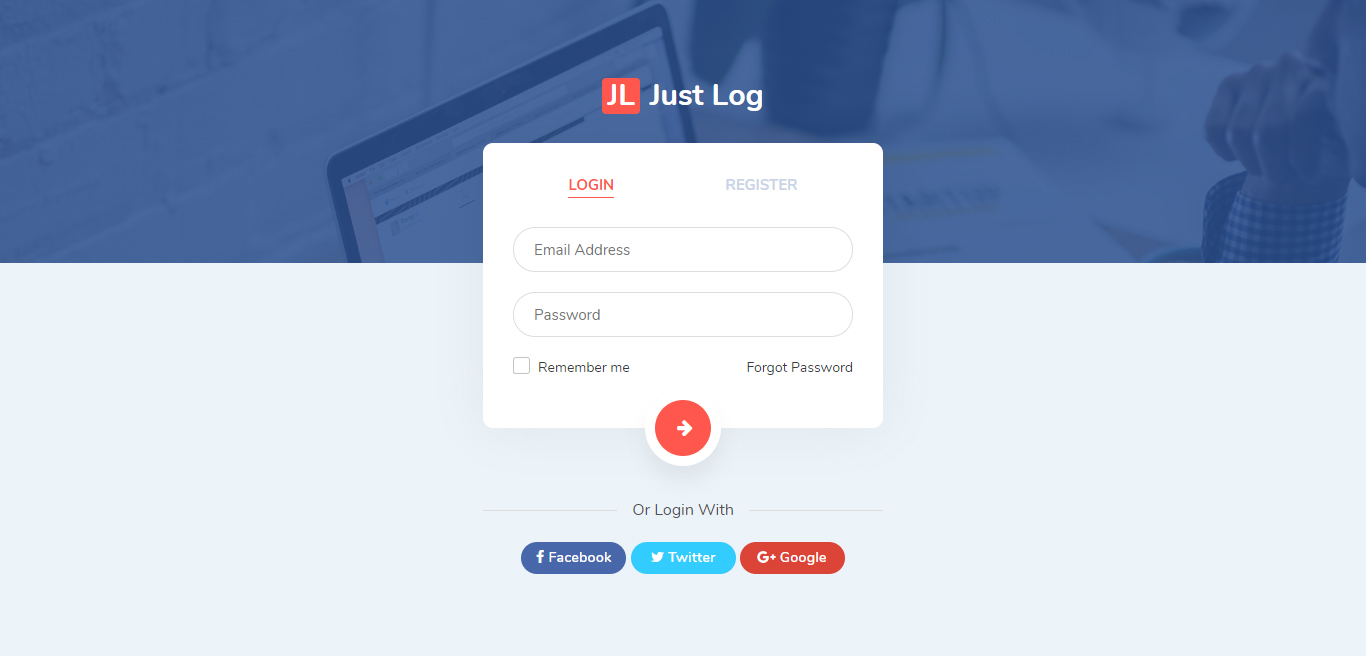 JL Just Log
LOGIN REGISTER
Email Address
Password
Remember me Forgot Password
Or Login With
Facebook Twitter G+ Google